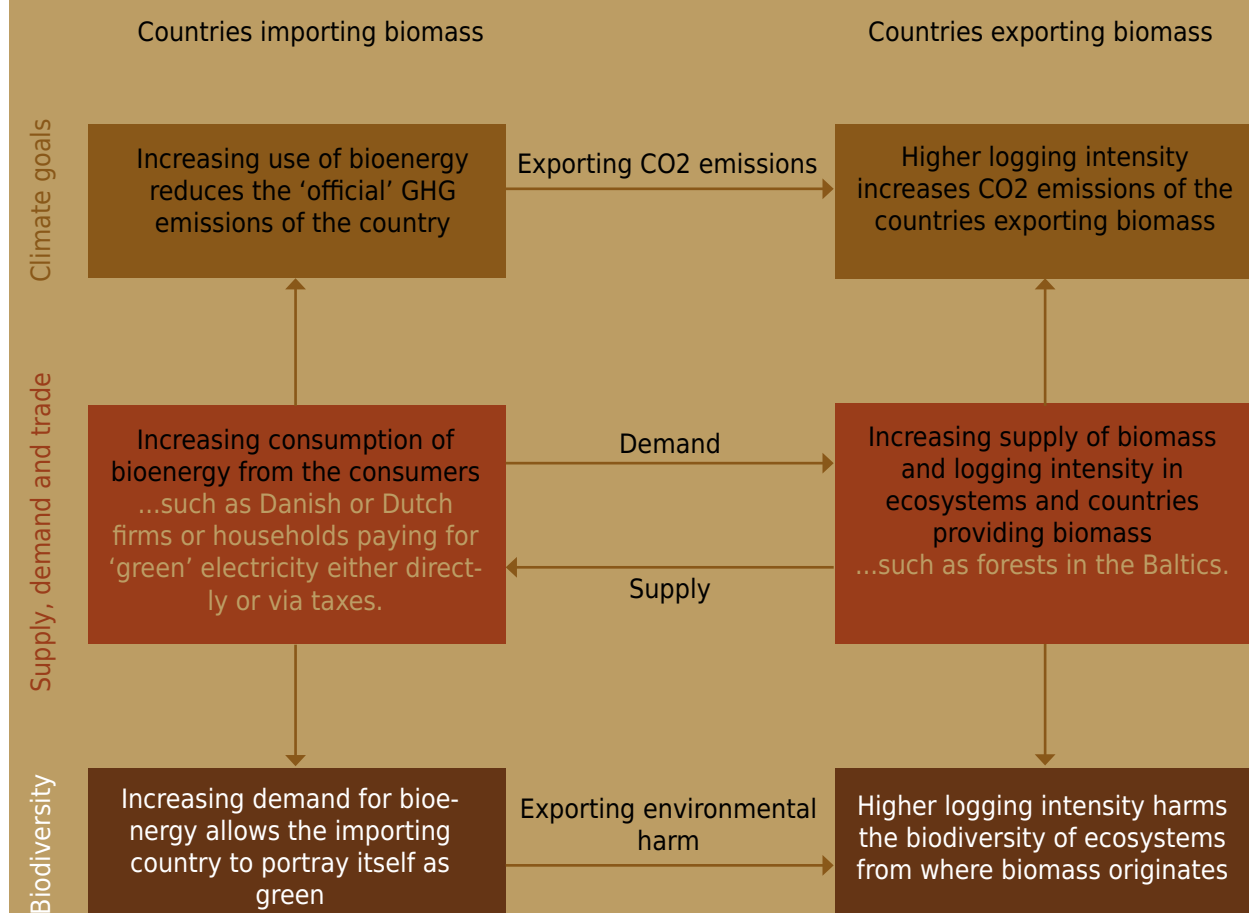 Countries importing biomass
Countries exporting biomass
Climate goals
Increasing use of bioenergy
reduces the ‘official’ GHG
emissions of the country
Exporting CO2 emissions
Higher logging intensity
increases CO2 emissions of the
countries exporting biomass
Supply, demand and trade
Increasing consumption of
bioenergy from the consumers
...such as Danish or Dutch
firms or households paying for
‘green’ electricity either direct-
ly or via taxes.
Demand
Supply
Increasing supply of biomass
and logging intensity in
ecosystems and countries
providing biomass
...such as forests in the Baltics.
Biodiversity
Increasing demand for bioe-
nergy allows the importing
country to portray itself as
green
Exporting environmental
harm
Higher logging intensity harms
the biodiversity of ecosystems
from where biomass originates